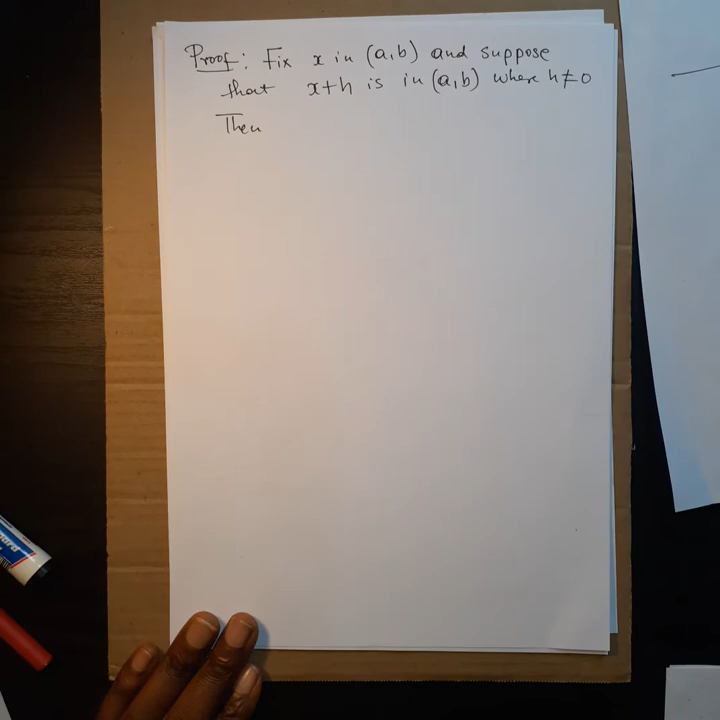 Proof: Fix x in (a,b) and suppose
that x+h is in (a,b) where h≠0
Then